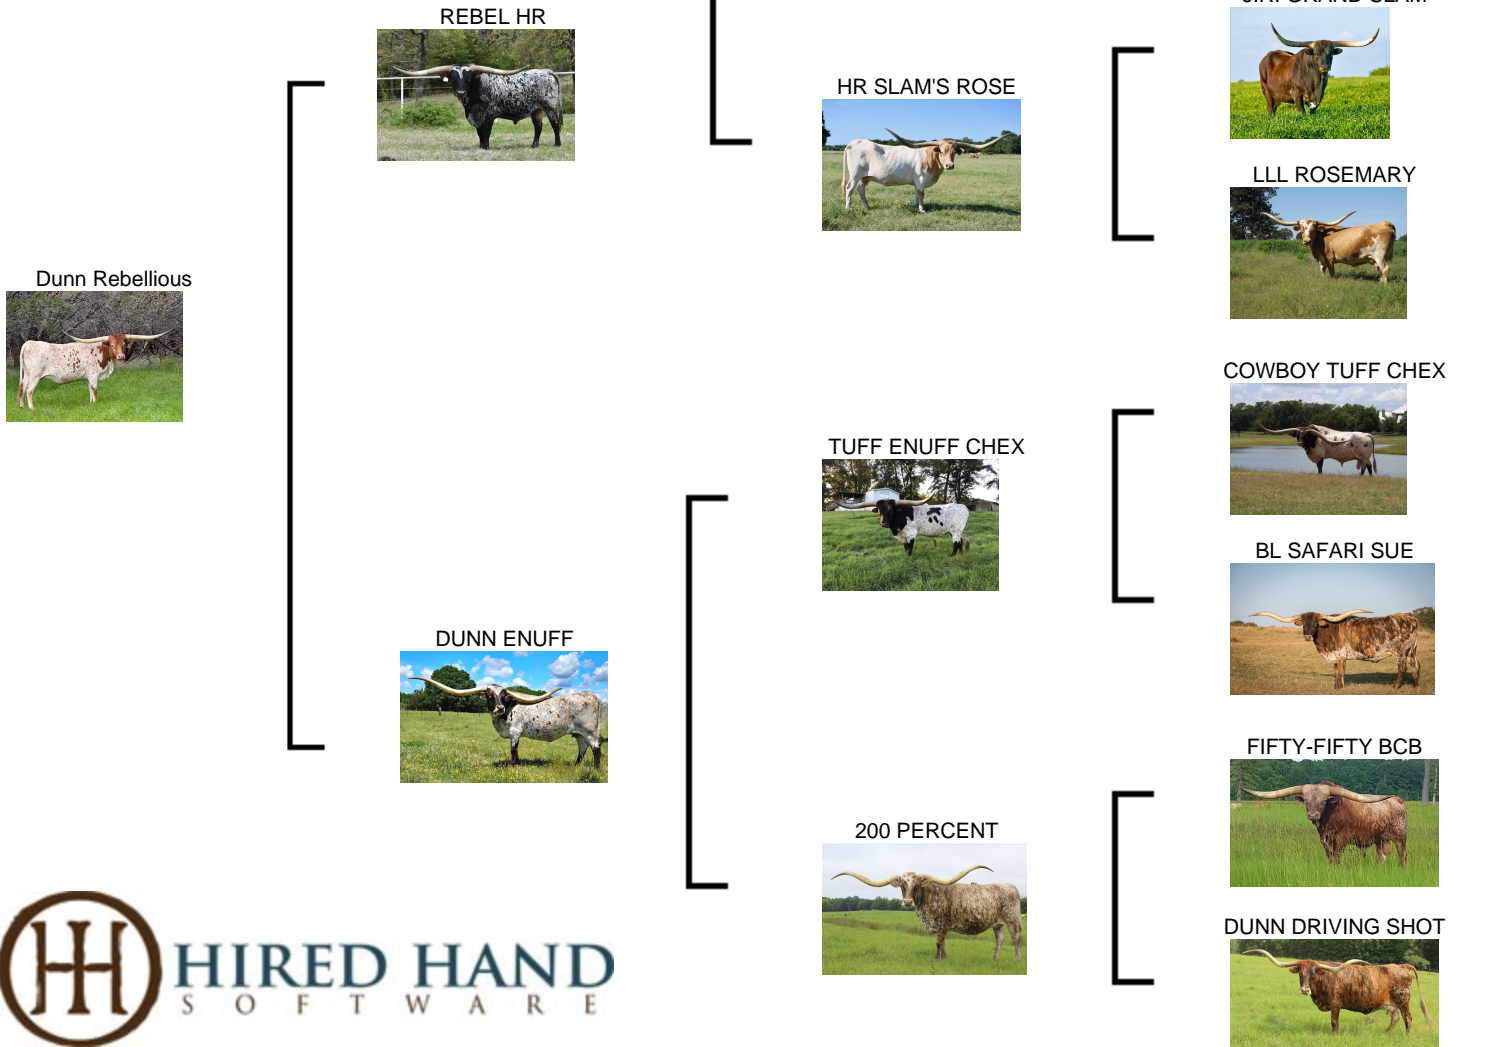 REBEL HR
HR SLAM'S ROSE
LLL ROSEMARY
Dunn Rebellious
COWBOY TUFF CHEX
TUFF ENUFF CHEX
BL SAFARI SUE
DUNN ENUFF
FIFTY-FIFTY BCB
200 PERCENT
DUNN DRIVING SHOT
HIRED HAND
SOFTWARE